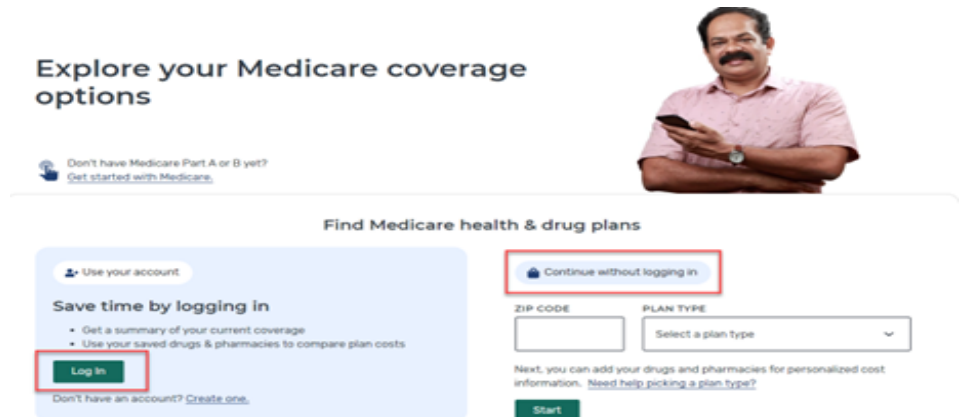 Explore your Medicare coverage
options
Don't have Medicare Part A or B yet?
Get started with Medicare.
Find Medicare health & drug plans
Use your account
Save time by logging in
• Get a summary of your current coverage
• Use your saved drugs & pharmacies to compare plan costs
Log In
Don't have an account? Create one.
Continue without logging in
ZIP CODE
PLAN TYPE
Select a plan type
Next, you can add your drugs and pharmacies for personalized cost
information. Need help picking a plan type?
Start